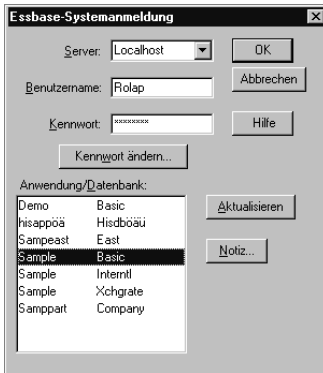 Essbase-Systemanmeldung
Server: Localhost OK
Benutzername: Rolap Abbrechen
Kennwort: xxxxxxxx Hilfe
Kennwort ändern...
Anwendung/Datenbank:
Demo Basic
hisappöä Hisdböäü
Sampeast East
Sample Basic
Sample Interntl
Sample Xchgrate
Samppart Company
Aktualisieren
Notiz...